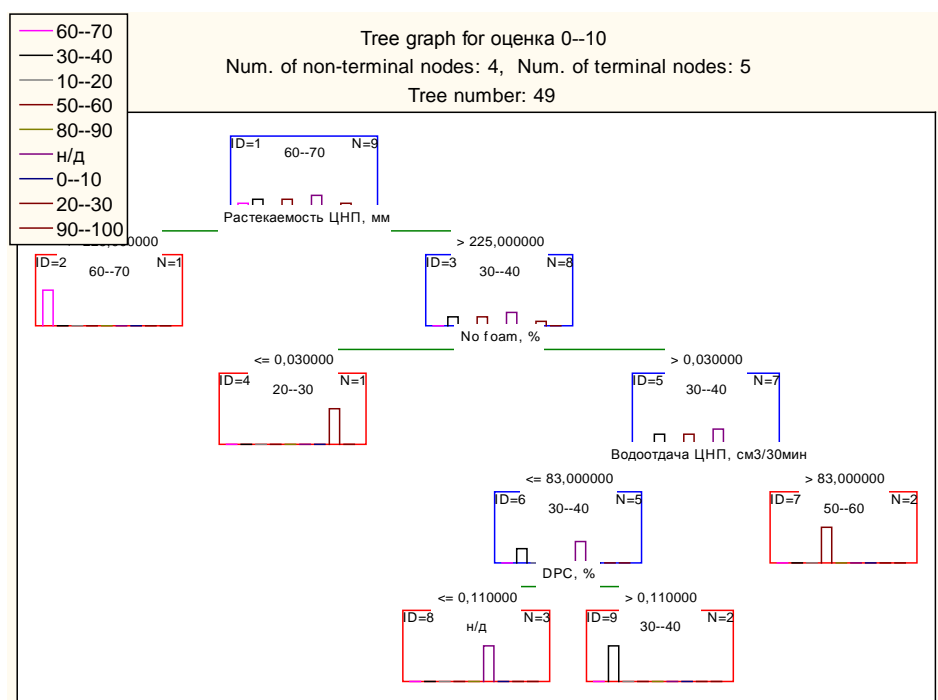 Tree graph for оценка 0--10
Num. of non-terminal nodes: 4, Num. of terminal nodes: 5
Tree number: 49
60--70
30--40
10--20
50--60
80--90
н/д
0--10
20--30
90--100
ID=1 N=9
60--70
Растекаемость ЦНП, мм
> 225,000000
ID=2 N=1
60--70
ID=3 N=8
30--40
No foam, %
<= 0,030000 > 0,030000
ID=4 N=1
20--30
ID=5 N=7
30--40
Водоотдача ЦНП, см3/30мин
<= 83,000000 > 83,000000
ID=6 N=5
30--40
ID=7 N=2
50--60
DPC, %
<= 0,110000 > 0,110000
ID=8 N=3
н/д
ID=9 N=2
30--40